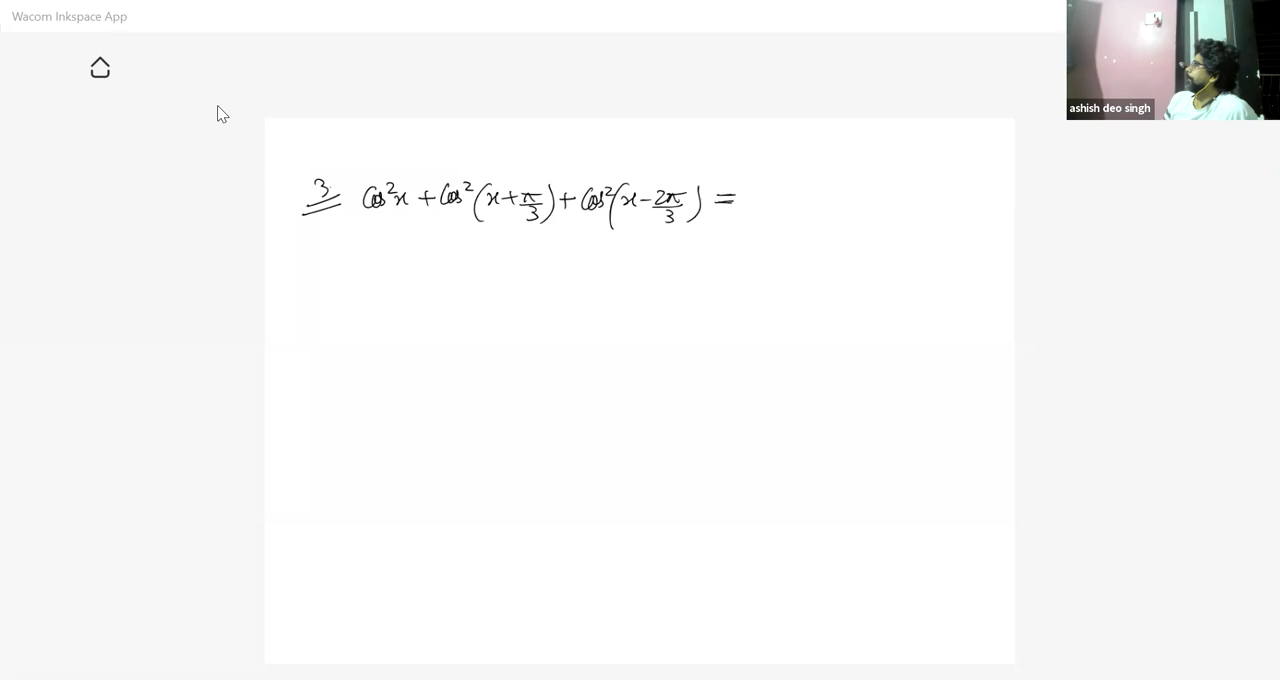 Wacom Inkspace App
ashish deo singh
3 Cos²x + Cos²(x + π/3) + Cos²(x - 2π/3) =